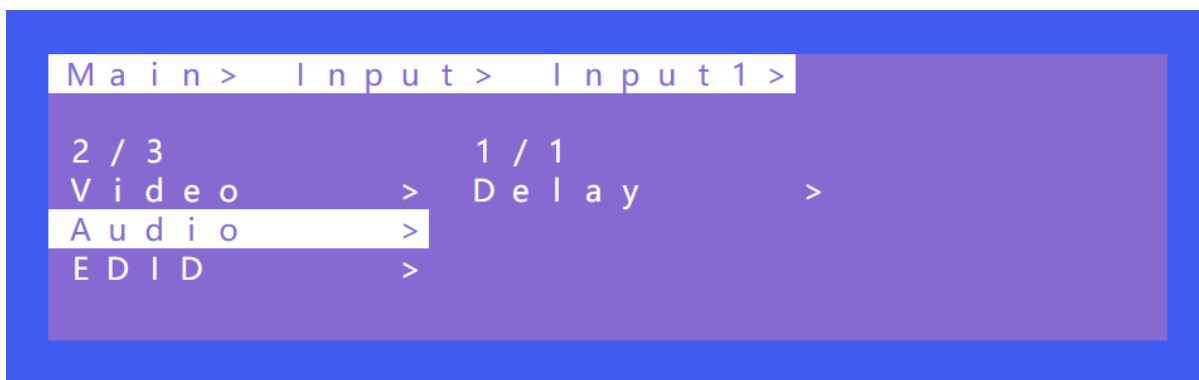 Main> Input> Input1>
2/3 1/1
Video > Delay >
Audio >
EDID >